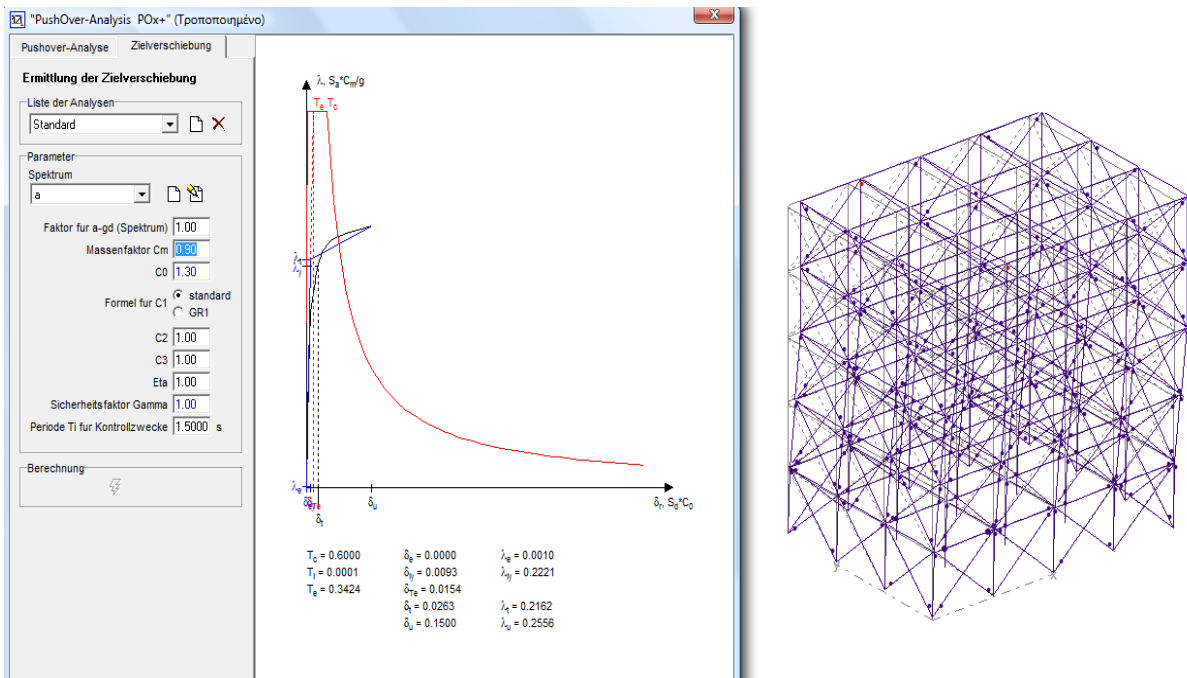 "PushOver-Analysis POx+" (Τροποποιημένο)
Pushover-Analyse Zielverschiebung
Ermittlung der Zielverschiebung
Liste der Analysen
Standard
Parameter
Spektrum
a
Faktor fur a-gd (Spektrum) 1.00
Massenfaktor Cm 0.90
C0 1.30
Formel fur C1 standard
GR1
C2 1.00
C3 1.00
Eta 1.00
Sicherheitsfaktor Gamma 1.00
Periode Ti fur Kontrollzwecke 1.5000 s
Berechnung
λ, Sa*Cm/g
Te Tc
λt
λy
λe
δt
δu
δr, Sd*C0
Tc = 0.6000 δe = 0.0000 λe = 0.0010
Ti = 0.0001 δy = 0.0093 λy = 0.2221
Te = 0.3424 δTe = 0.0154
δt = 0.0263 λt = 0.2162
δu = 0.1500 λu = 0.2556
y
x